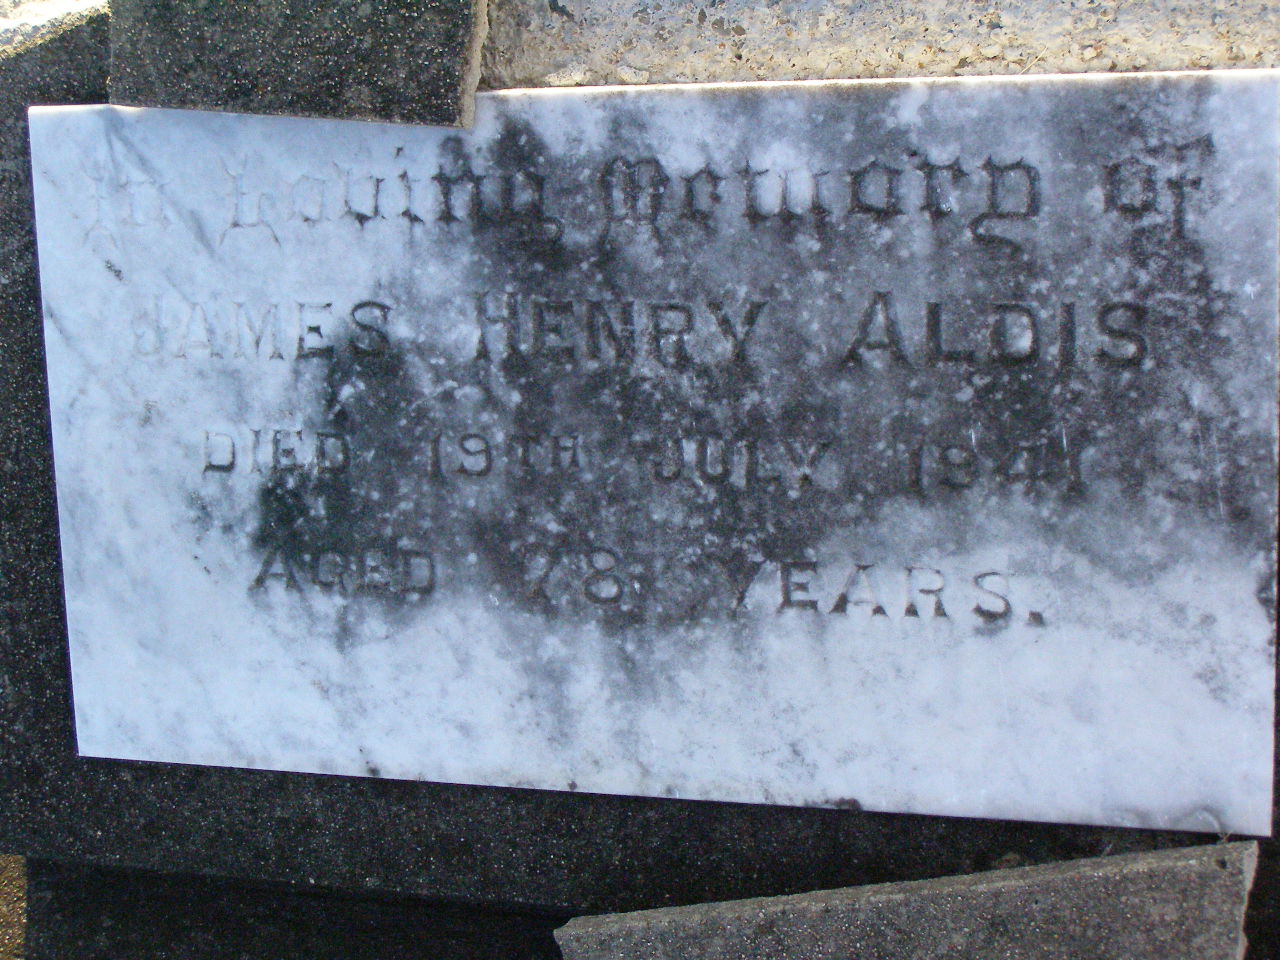 In Loving Memory of
JAMES HENRY ALDIS
DIED 19TH JULY 1941
AGED 78 YEARS.